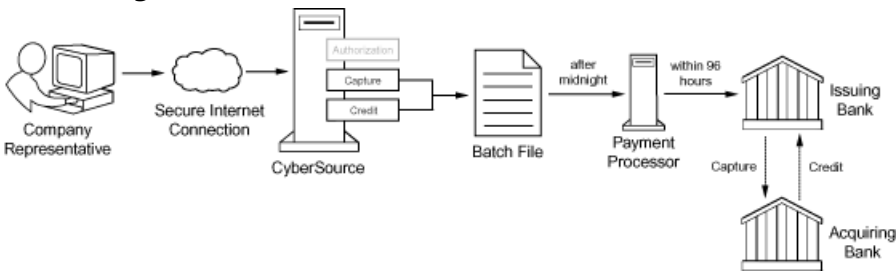 Authorization
Capture
Credit
after
midnight
within 96
hours
Issuing
Bank
Company
Representative
Secure Internet
Connection
CyberSource
Batch File
Payment
Processor
Capture
Credit
Acquiring
Bank